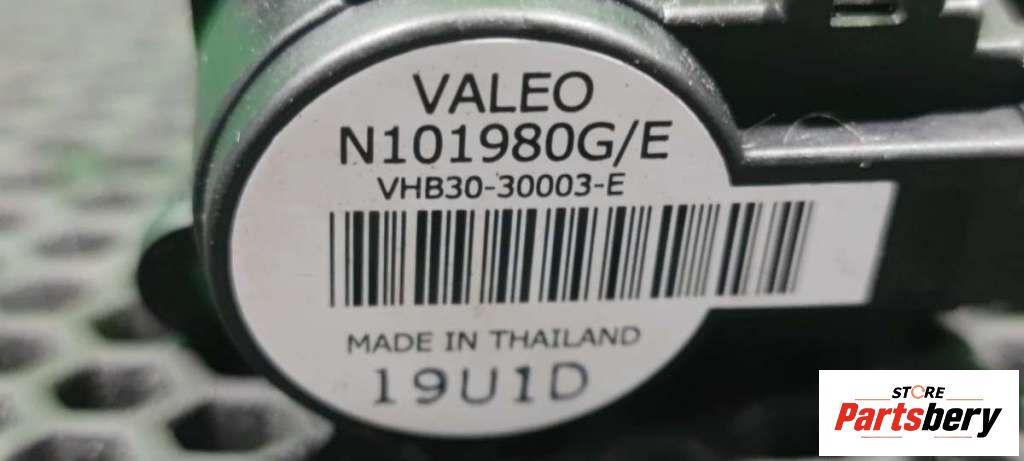 VALEO
N101980G/E
VHB30-30003-E
MADE IN THAILAND
19U1D
STORE
Partsbery